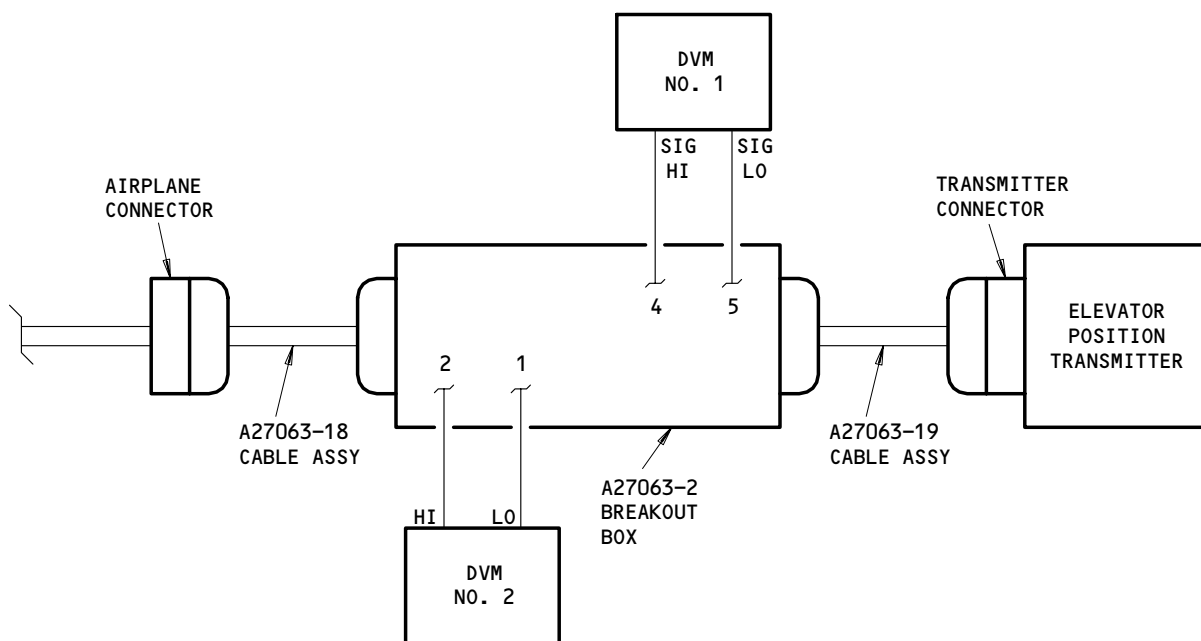 DVM
NO. 1
SIG
HI
SIG
LO
AIRPLANE
CONNECTOR
TRANSMITTER
CONNECTOR
4
5
ELEVATOR
POSITION
TRANSMITTER
2
1
A27063-18
CABLE ASSY
A27063-19
CABLE ASSY
A27063-2
BREAKOUT
BOX
HI
LO
DVM
NO. 2